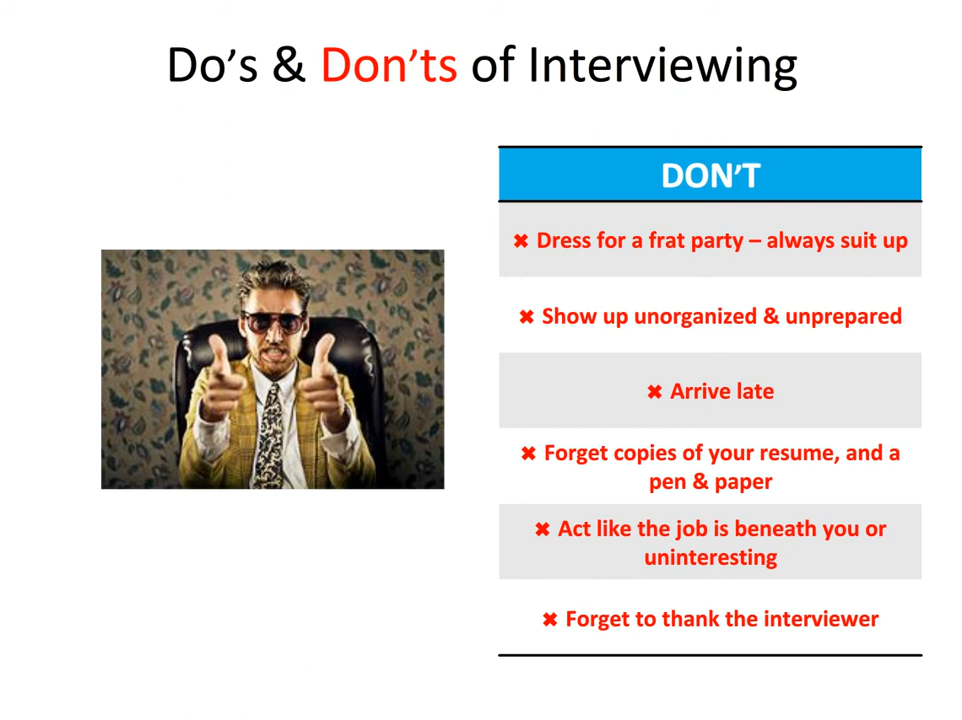 Do’s & Don’ts of Interviewing
DON’T
✖ Dress for a frat party – always suit up
✖ Show up unorganized & unprepared
✖ Arrive late
✖ Forget copies of your resume, and a
pen & paper
✖ Act like the job is beneath you or
uninteresting
✖ Forget to thank the interviewer